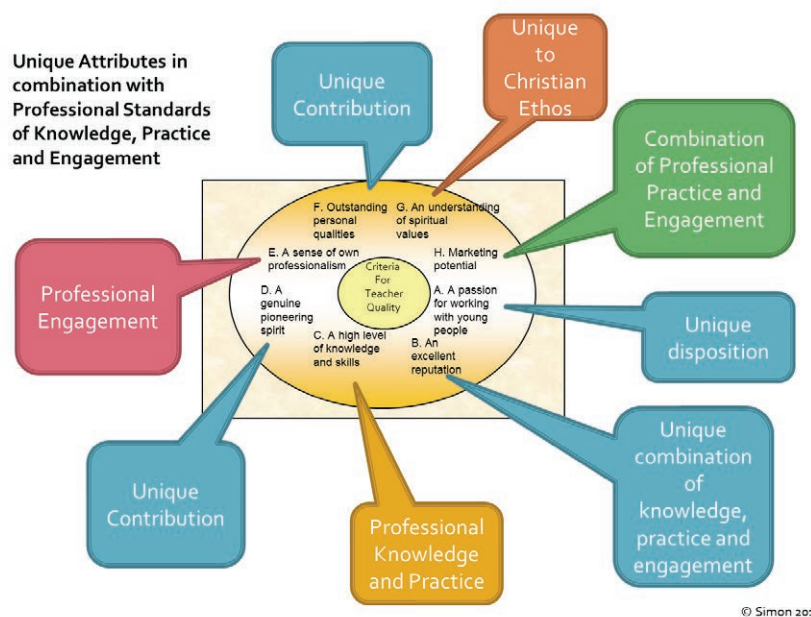 Unique Attributes in
combination with
Professional Standards
of Knowledge, Practice
and Engagement
Unique
Contribution
Unique
to
Christian
Ethos
Combination
of Professional
Practice and
Engagement
F. Outstanding
personal
qualities
G. An understanding
of spiritual
values
E. A sense of own
professionalism
H. Marketing
potential
Criteria
For
Teacher
Quality
D. A
genuine
pioneering
spirit
A. A passion
for working
with young
people
C. A high level
of knowledge
and skills
B. An
excellent
reputation
Professional
Engagement
Unique
disposition
Unique
Contribution
Professional
Knowledge
and Practice
Unique
combination
of
knowledge,
practice and
engagement
© Simon